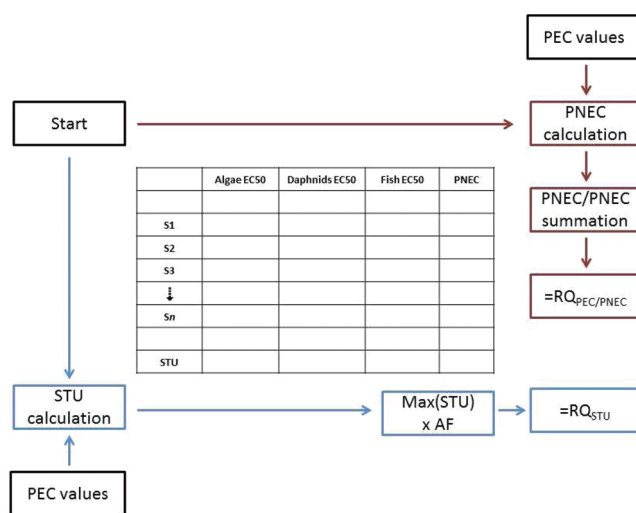 PEC values
Start
PNEC
calculation
Algae EC50 Daphnids EC50 Fish EC50 PNEC
S1
S2
S3
Sn
STU
PNEC/PNEC
summation
=RQPEC/PNEC
STU
calculation
Max(STU)
x AF
=RQSTU
PEC values